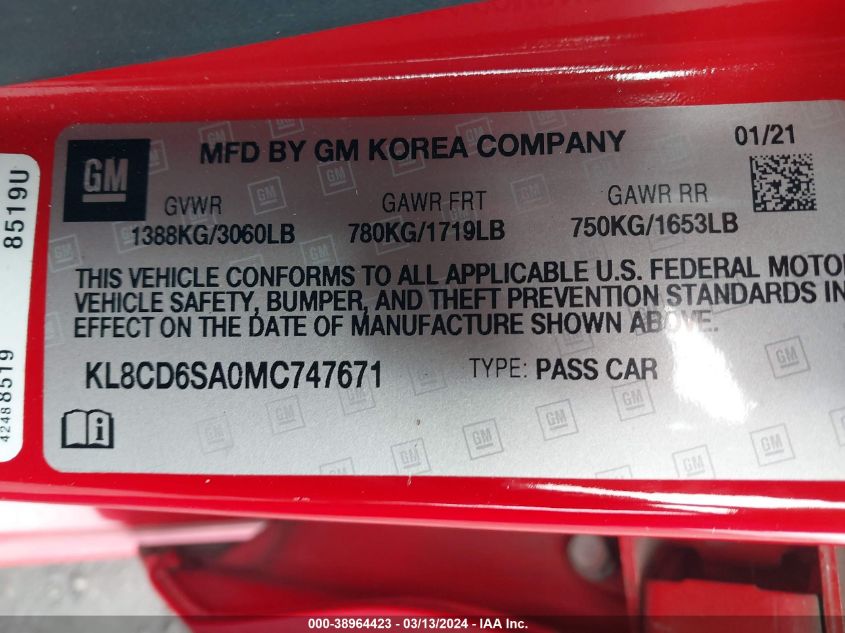 GM
MFD BY GM KOREA COMPANY
01/21
GVWR
GAWR FRT
GAWR RR
1388KG/3060LB
780KG/1719LB
750KG/1653LB
THIS VEHICLE CONFORMS TO ALL APPLICABLE U.S. FEDERAL MOTOR
VEHICLE SAFETY, BUMPER, AND THEFT PREVENTION STANDARDS IN
EFFECT ON THE DATE OF MANUFACTURE SHOWN ABOVE.
KL8CD6SA0MC747671
TYPE: PASS CAR
8519U
42488519
000-38964423 - 03/13/2024 - IAAI Inc.